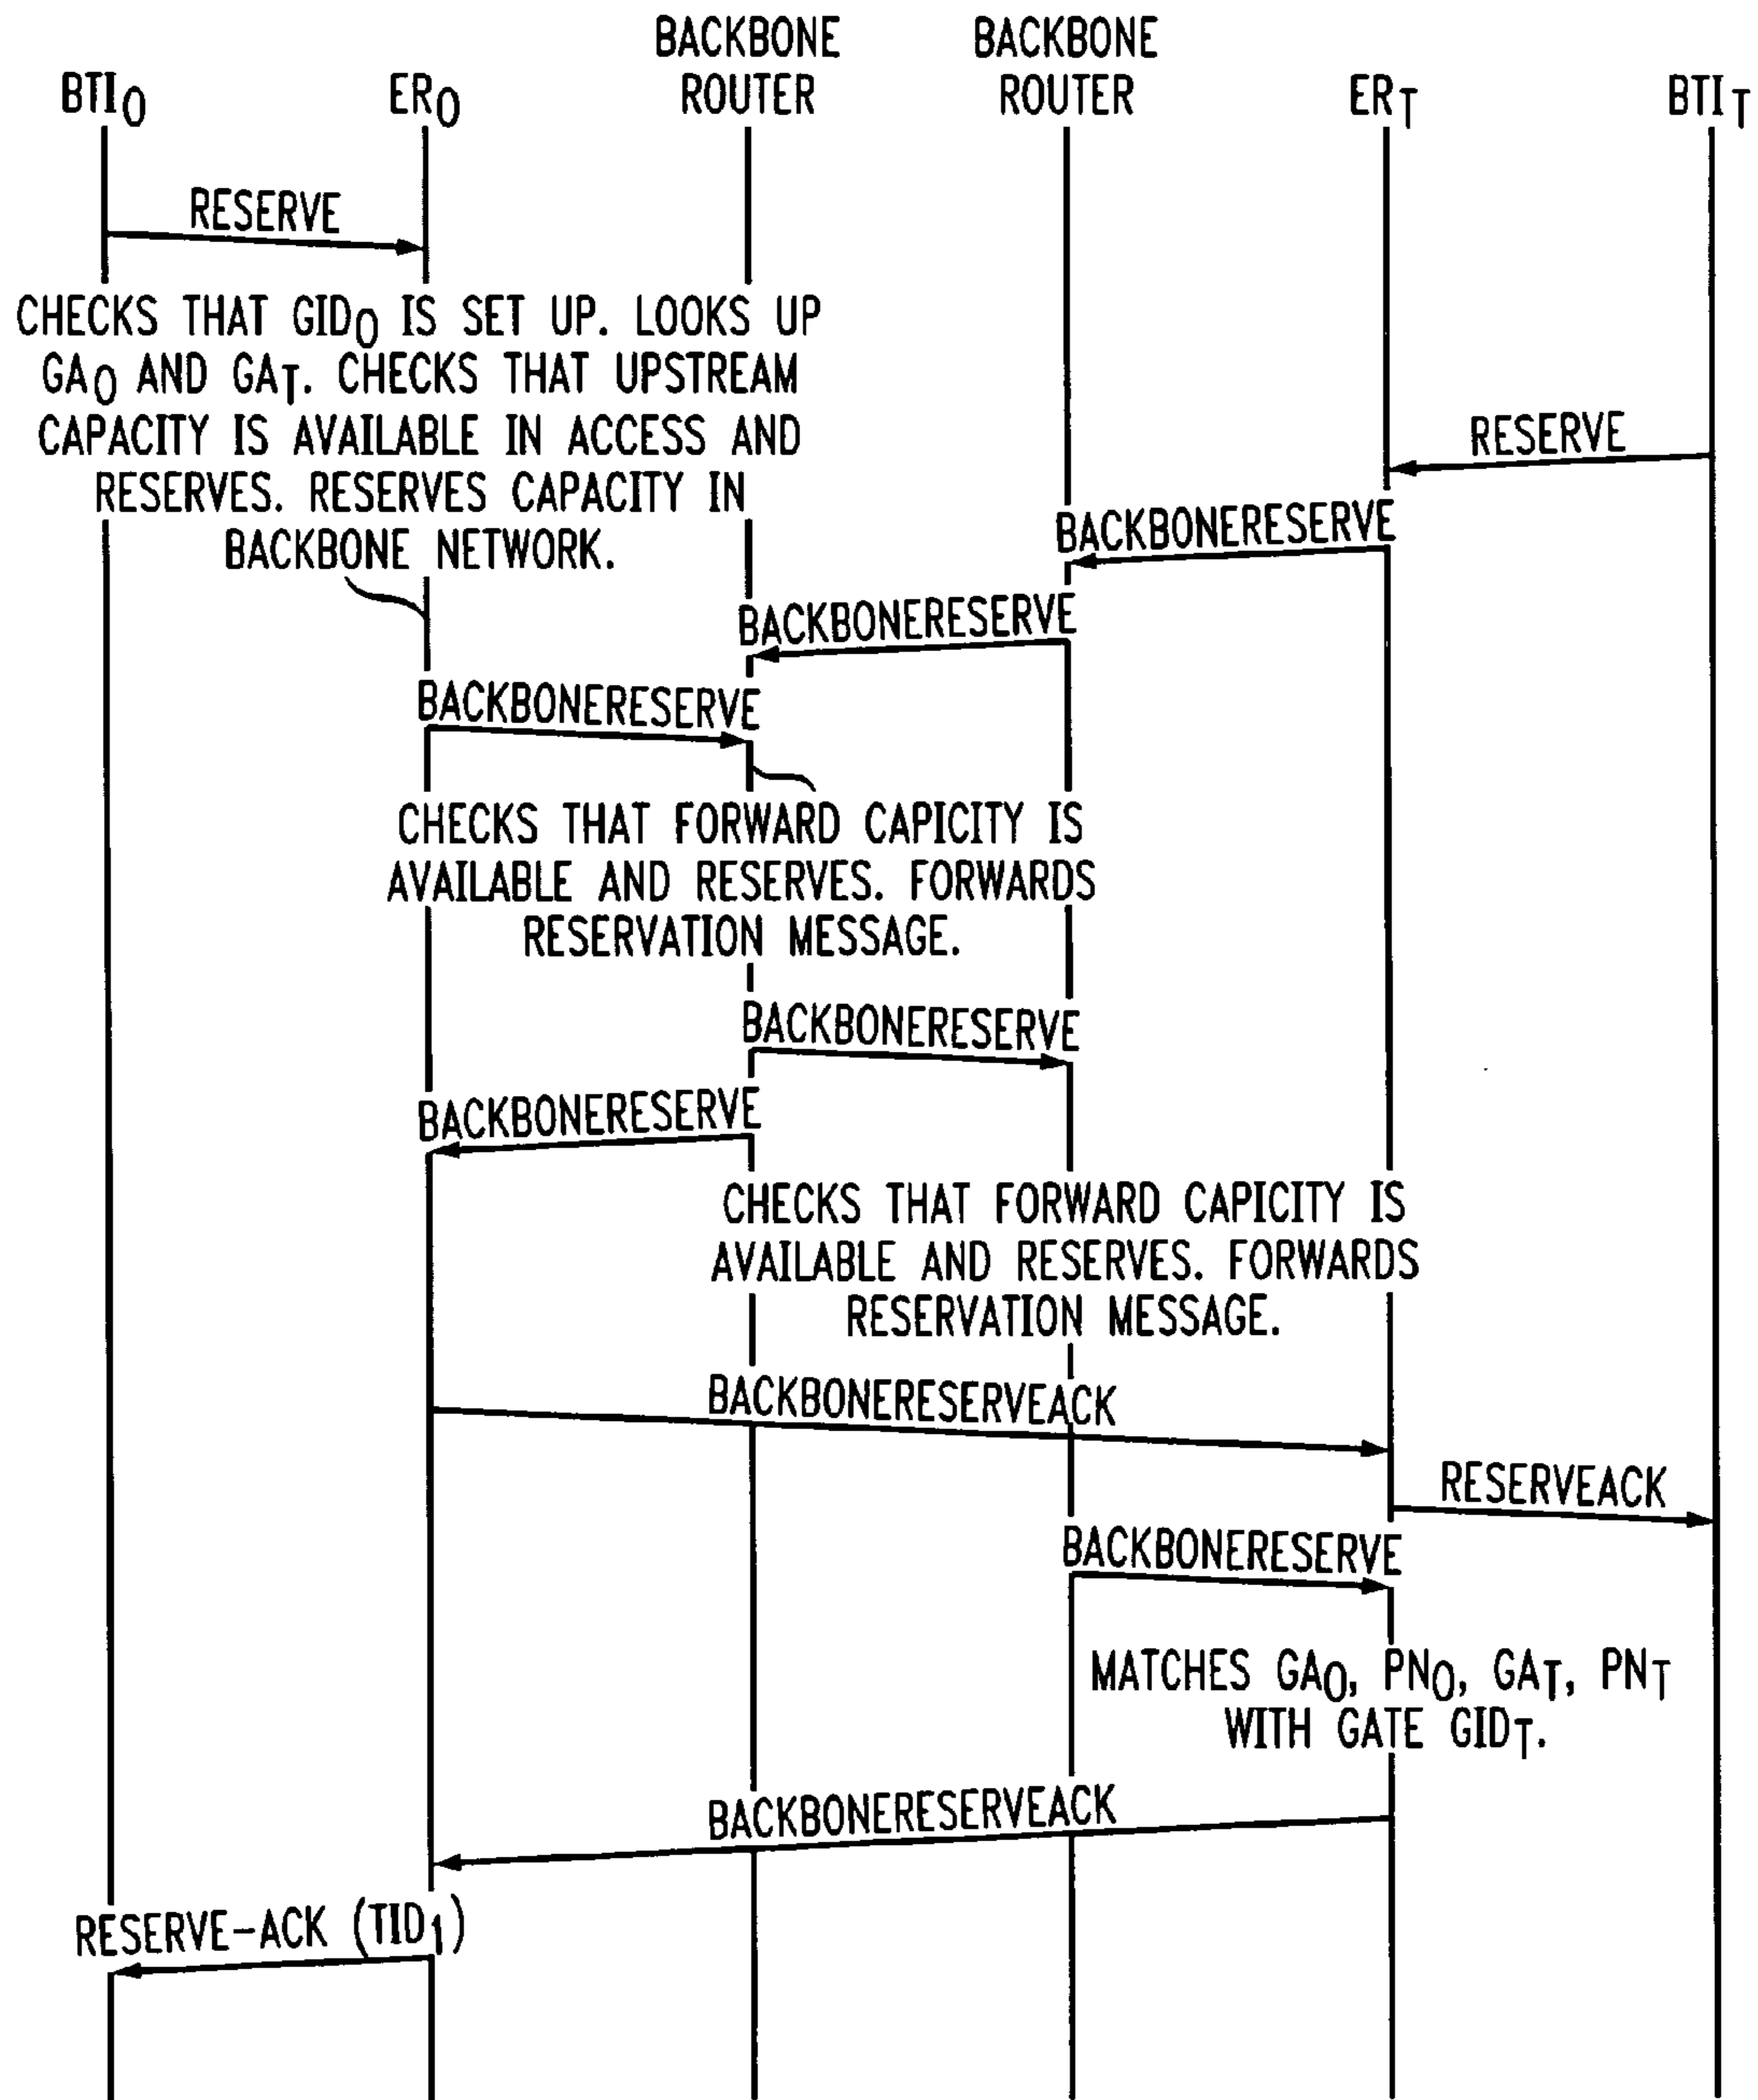 BTIO
ERO
BACKBONE
ROUTER
BACKBONE
ROUTER
ERT
BTIT
RESERVE
CHECKS THAT GIDO IS SET UP. LOOKS UP
GAO AND GAT. CHECKS THAT UPSTREAM
CAPACITY IS AVAILABLE IN ACCESS AND
RESERVES. RESERVES CAPACITY IN
BACKBONE NETWORK.
RESERVE
BACKBONERESERVE
BACKBONERESERVE
BACKBONERESERVE
CHECKS THAT FORWARD CAPICITY IS
AVAILABLE AND RESERVES. FORWARDS
RESERVATION MESSAGE.
BACKBONERESERVE
BACKBONERESERVE
CHECKS THAT FORWARD CAPICITY IS
AVAILABLE AND RESERVES. FORWARDS
RESERVATION MESSAGE.
BACKBONERESERVEACK
RESERVEACK
BACKBONERESERVE
MATCHES GAO, PNO, GAT, PNT
WITH GATE GIDT.
BACKBONERESERVEACK
RESERVE-ACK (TID1)